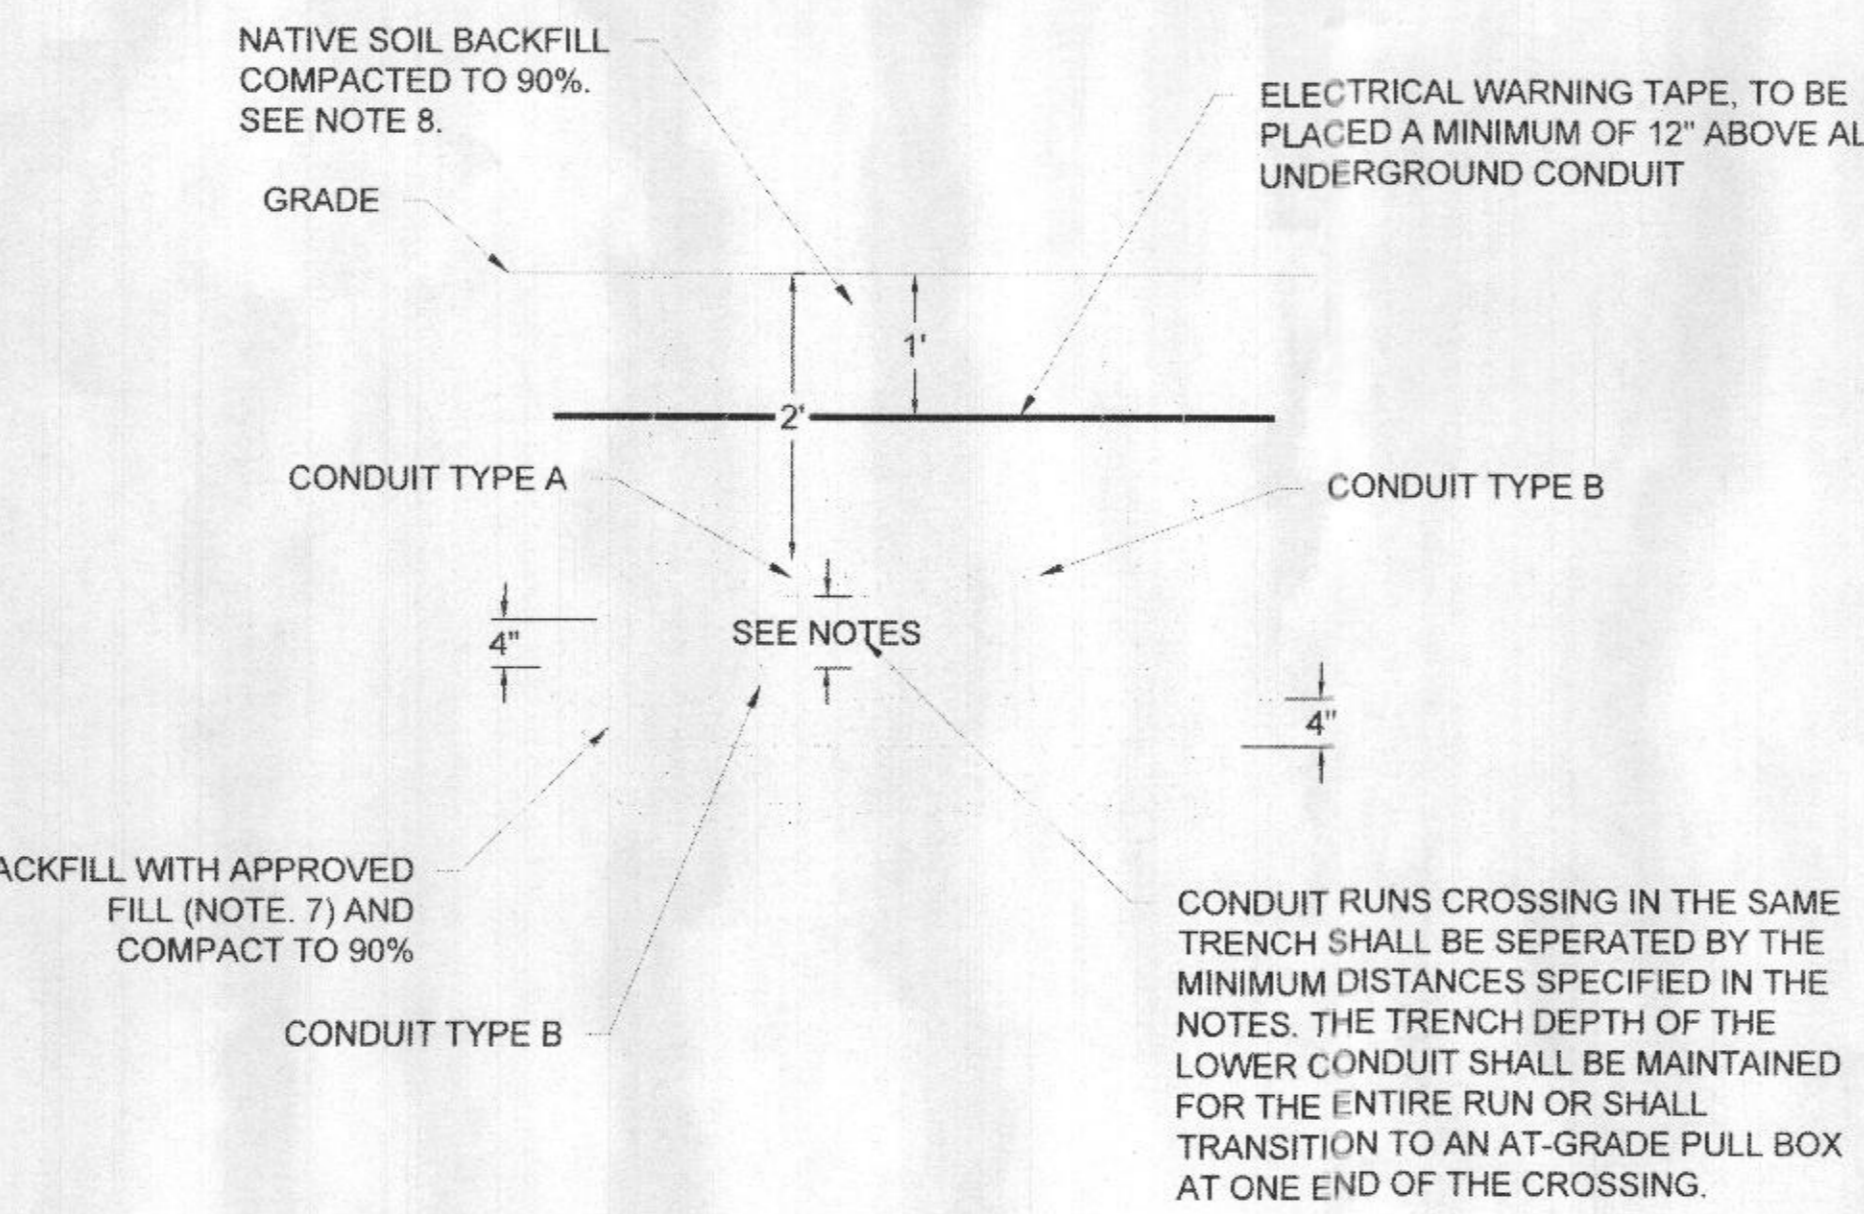 NATIVE SOIL BACKFILL
COMPACTED TO 90%.
SEE NOTE 8.
ELECTRICAL WARNING TAPE, TO BE
PLACED A MINIMUM OF 12" ABOVE AL
UNDERGROUND CONDUIT
GRADE
1'
2'
CONDUIT TYPE A
CONDUIT TYPE B
SEE NOTES
4"
4"
ACKFILL WITH APPROVED
FILL (NOTE. 7) AND
COMPACT TO 90%
CONDUIT TYPE B
CONDUIT RUNS CROSSING IN THE SAME
TRENCH SHALL BE SEPERATED BY THE
MINIMUM DISTANCES SPECIFIED IN THE
NOTES. THE TRENCH DEPTH OF THE
LOWER CONDUIT SHALL BE MAINTAINED
FOR THE ENTIRE RUN OR SHALL
TRANSITION TO AN AT-GRADE PULL BOX
AT ONE END OF THE CROSSING.